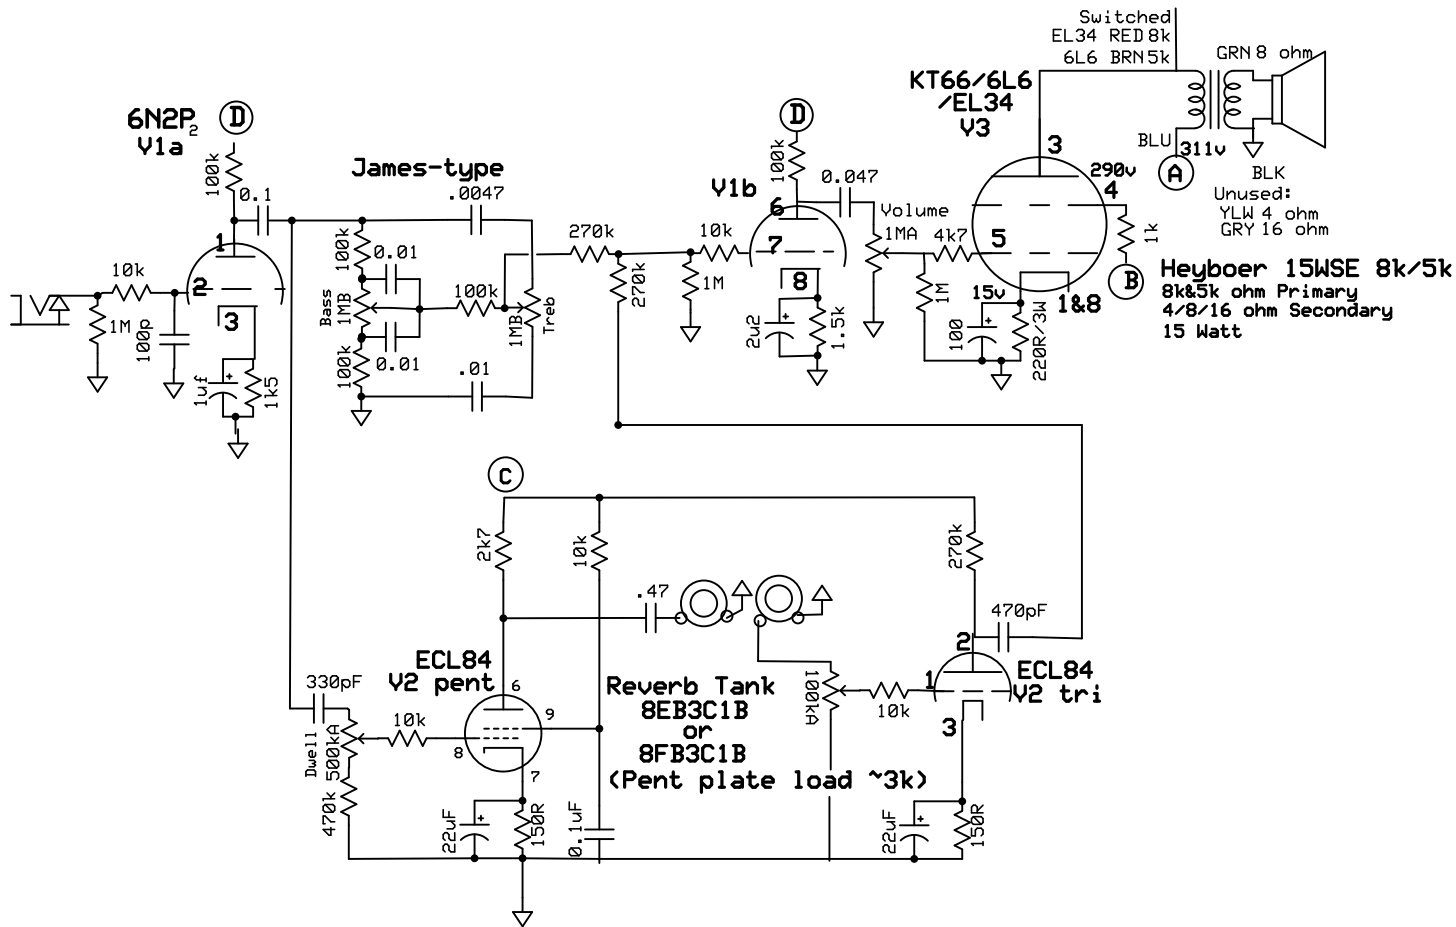 Switched
EL34 RED 8k
6L6 BRN 5k
GRN 8 ohm
KT66/6L6
/EL34
V3
6N2P
2
V1a
D
D
100k
0.1
James-type
.0047
V1b
100k
0.047
3
290v
4
BLU
311v
A
BLK
Unused:
YLW 4 ohm
GRY 16 ohm
1
10k
2
3
1M
100p
1uf
+
1k5
100k
0.01
Bass
1MB
100k
0.01
100k
.01
1MB
Treb
270k
270k
10k
1M
6
7
8
2u2
+
1.5k
Volume
1MA
4k7
5
1M
15v
1&8
100
+
220R/3W
1k
B
Heyboer 15WSE 8k/5k
8k&5k ohm Primary
4/8/16 ohm Secondary
15 Watt
C
2k7
10k
270k
.47
470pF
ECL84
V2 pent
6
9
8
7
330pF
Dwell
500kA
10k
470k
22uF
+
150R
0.1uF
Reverb Tank
8EB3C1B
or
8FB3C1B
(Pent plate load ~3k)
100kA
10k
2
1
3
ECL84
V2 tri
22uF
+
150R